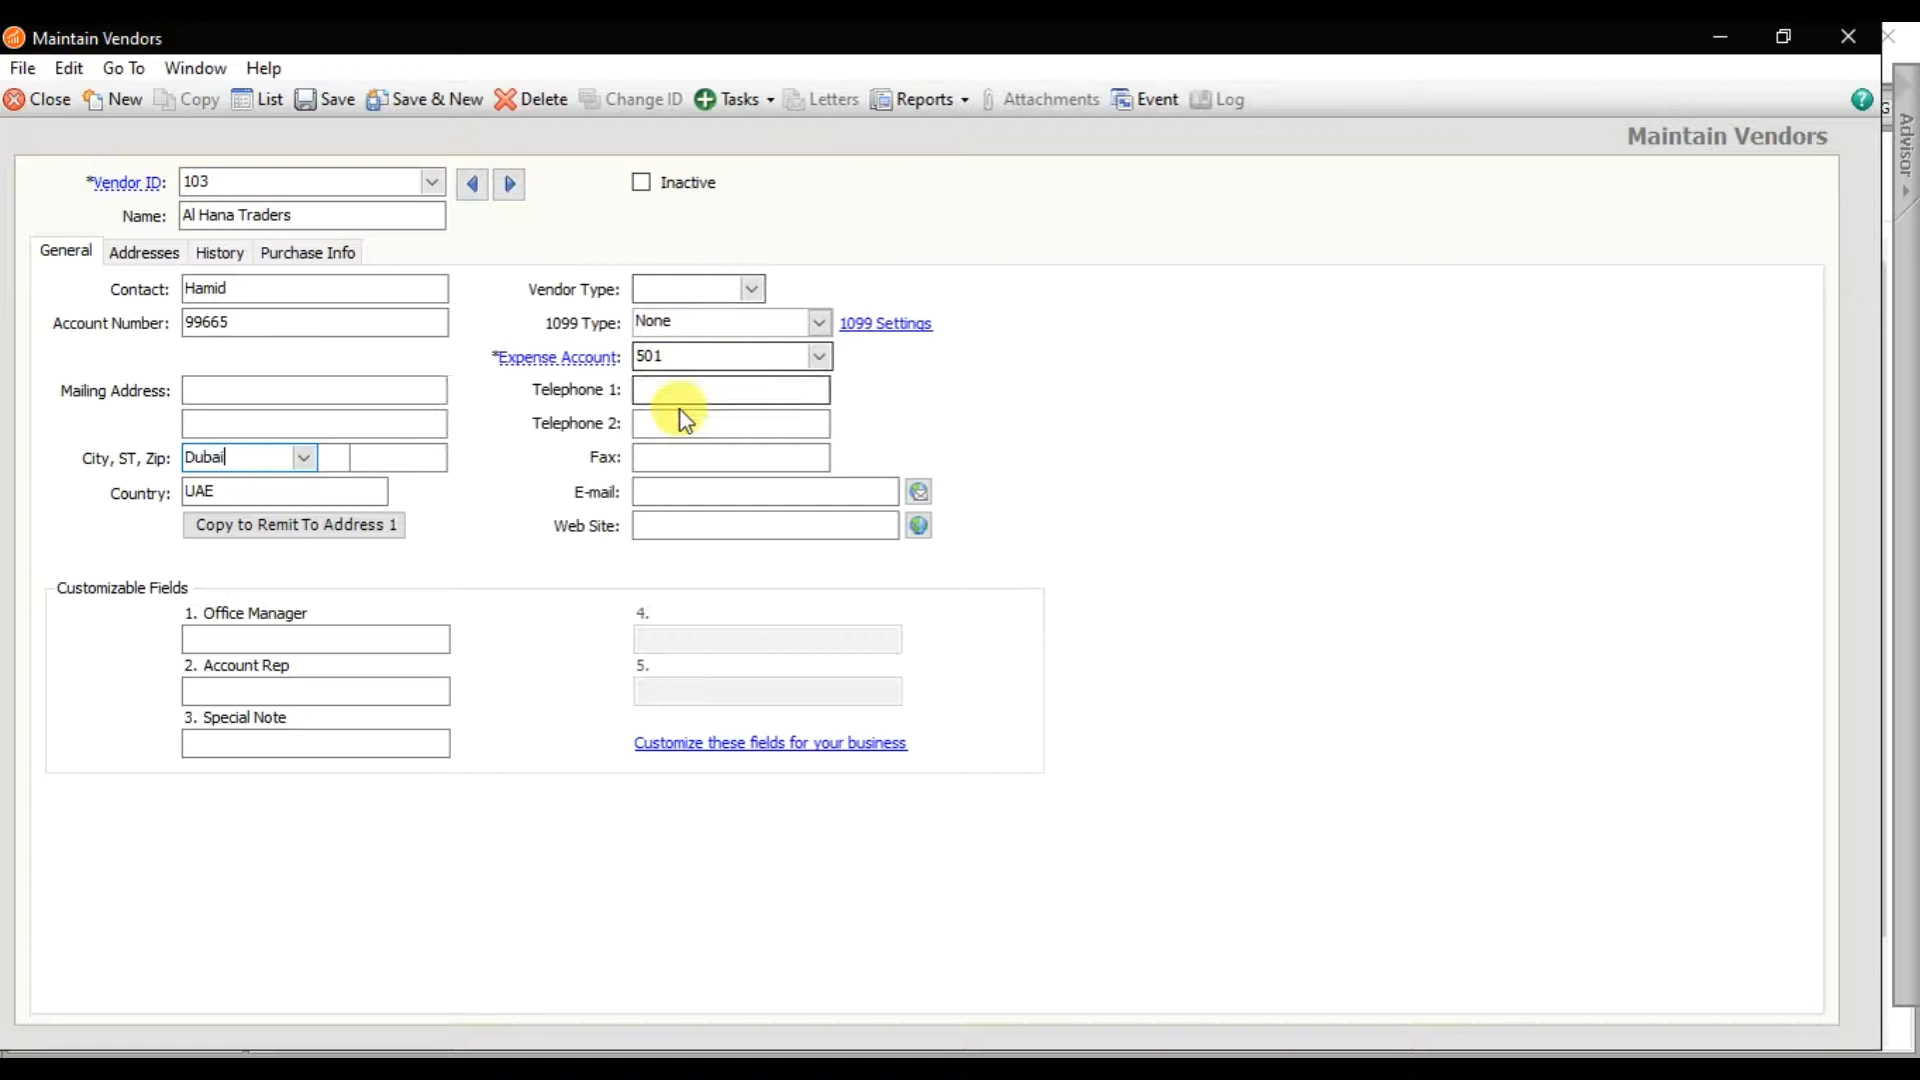 Maintain Vendors
File Edit Go To Window Help
Close New Copy List Save Save & New Delete Change ID Tasks Letters Reports Attachments Event Log
Maintain Vendors
Advisor
*Vendor ID: 103 Inactive
Name: Al Hana Traders
General Addresses History Purchase Info
Contact: Hamid Vendor Type:
Account Number: 99665 1099 Type: None 1099 Settings
*Expense Account: 501
Mailing Address: Telephone 1:
Telephone 2:
City, ST, Zip: Dubai Fax:
Country: UAE E-mail:
Copy to Remit To Address 1 Web Site:
Customizable Fields
1. Office Manager 4.
2. Account Rep 5.
3. Special Note
Customize these fields for your business